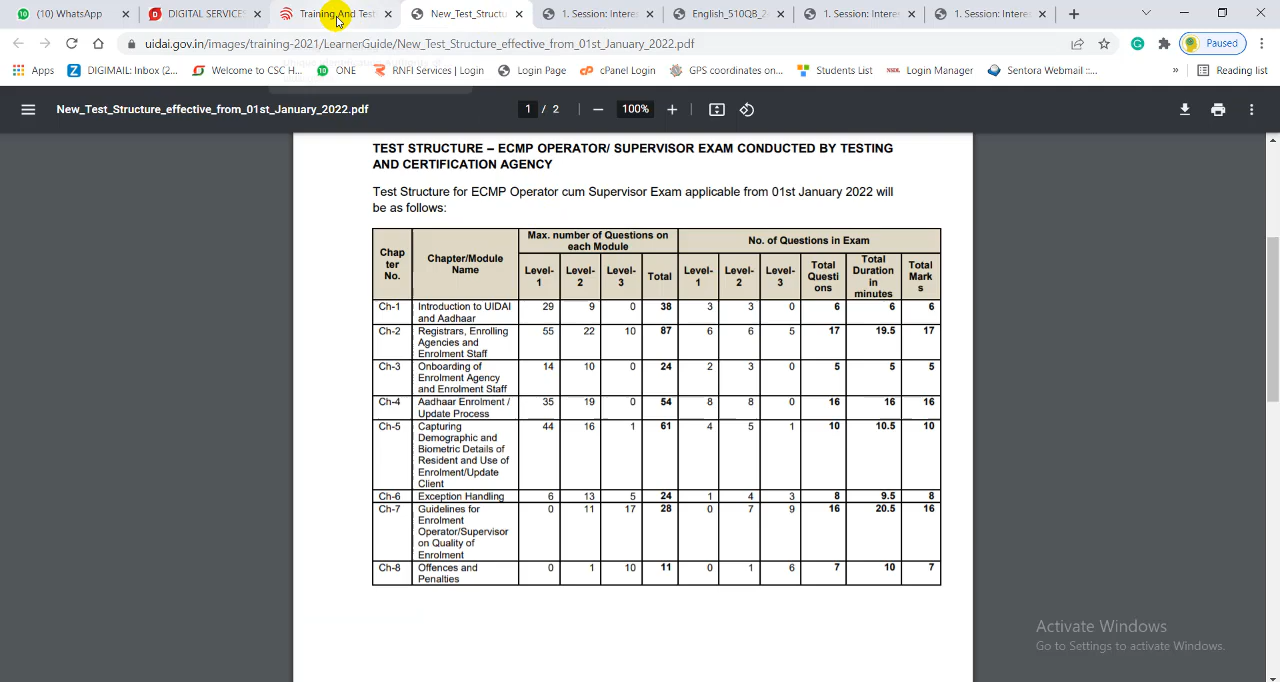 (10) WhatsApp
DIGITAL SERVICES
Training And Test
New_Test_Structu
1. Session: Intere
English_510QB_2
1. Session: Intere
1. Session: Intere
uidai.gov.in/images/training-2021/LearnerGuide/New_Test_Structure_effective_from_01st_January_2022.pdf
Paused
Apps
DIGIMAIL: Inbox (2...
Welcome to CSC H...
ONE
RNFI Services | Login
Login Page
cPanel Login
GPS coordinates on...
Students List
Login Manager
Sentora Webmail ::...
»
Reading list
New_Test_Structure_effective_from_01st_January_2022.pdf
1 / 2
100%
TEST STRUCTURE – ECMP OPERATOR/ SUPERVISOR EXAM CONDUCTED BY TESTING
AND CERTIFICATION AGENCY
Test Structure for ECMP Operator cum Supervisor Exam applicable from 01st January 2022 will
be as follows:
Chap
ter
No.
Chapter/Module
Name
Max. number of Questions on
each Module
No. of Questions in Exam
Level-
1
Level-
2
Level-
3
Total
Level-
1
Level-
2
Level-
3
Total
Questi
ons
Total
Duration
in
minutes
Total
Mark
s
Ch-1 Introduction to UIDAI 29 9 0 38 3 3 0 6 6 6
and Aadhaar
Ch-2 Registrars, Enrolling 55 22 10 87 6 6 5 17 19.5 17
Agencies and
Enrolment Staff
Ch-3 Onboarding of 14 10 0 24 2 3 0 5 5 5
Enrolment Agency
and Enrolment Staff
Ch-4 Aadhaar Enrolment / 35 19 0 54 8 8 0 16 16 16
Update Process
Ch-5 Capturing 44 16 1 61 4 5 1 10 10.5 10
Demographic and
Biometric Details of
Resident and Use of
Enrolment/Update
Client
Ch-6 Exception Handling 6 13 5 24 1 4 3 8 9.5 8
Ch-7 Guidelines for 0 11 17 28 0 7 9 16 20.5 16
Enrolment
Operator/Supervisor
on Quality of
Enrolment
Ch-8 Offences and 0 1 10 11 0 1 6 7 10 7
Penalties
Activate Windows
Go to Settings to activate Windows.